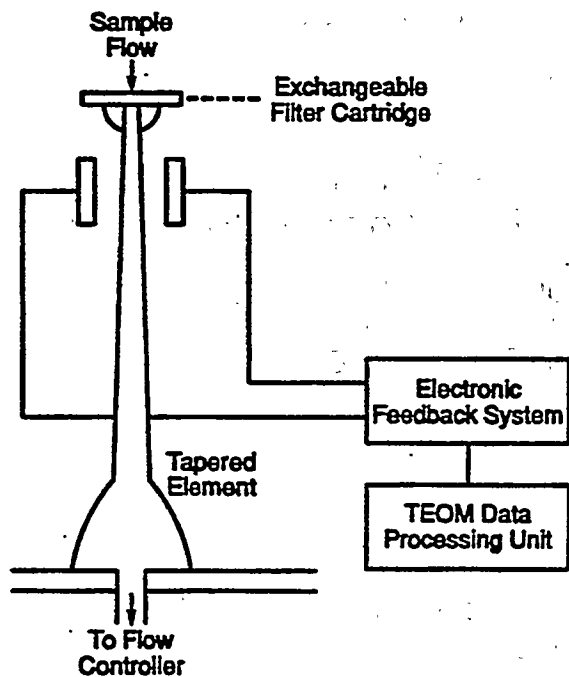 Sample
Flow
Exchangeable
Filter Cartridge
Electronic
Feedback System
Tapered
Element
TEOM Data
Processing Unit
To Flow
Controller